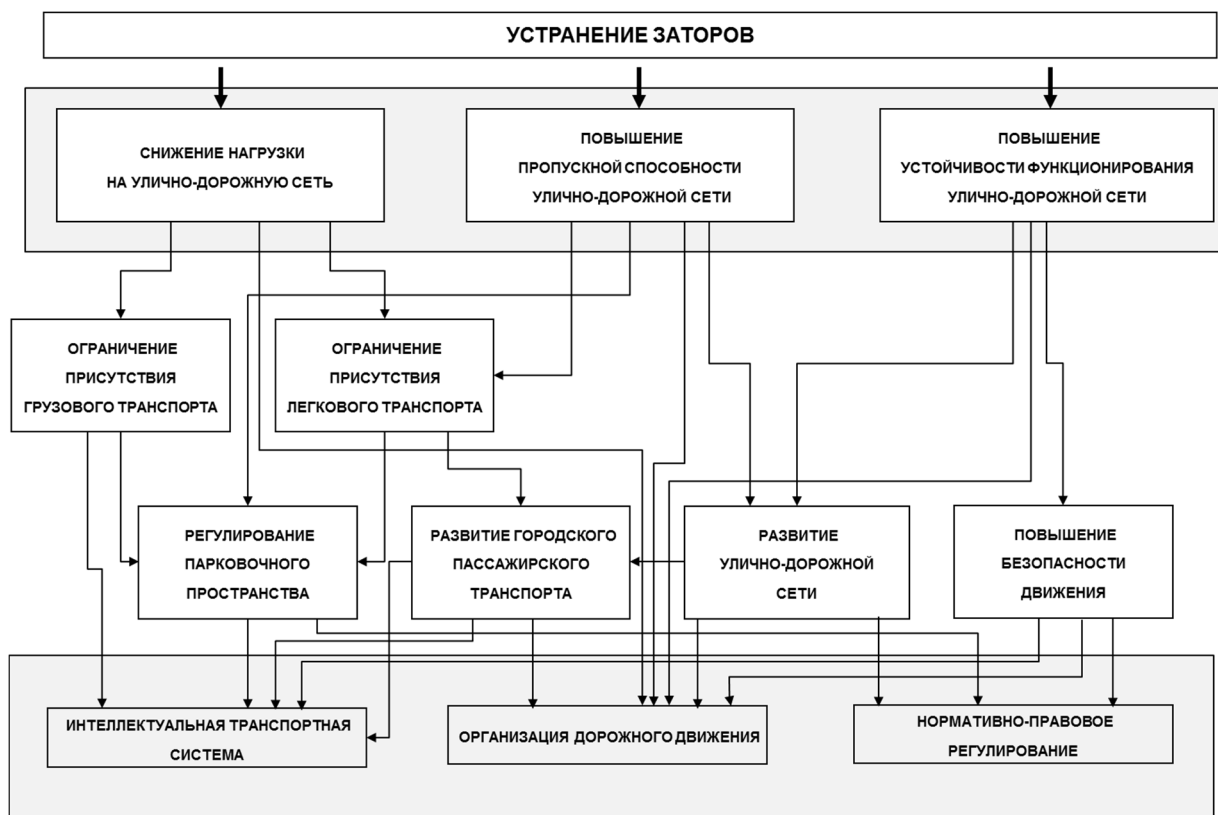 УСТРАНЕНИЕ ЗАТОРОВ
СНИЖЕНИЕ НАГРУЗКИ
НА УЛИЧНО-ДОРОЖНУЮ СЕТЬ
ПОВЫШЕНИЕ
ПРОПУСКНОЙ СПОСОБНОСТИ
УЛИЧНО-ДОРОЖНОЙ СЕТИ
ПОВЫШЕНИЕ
УСТОЙЧИВОСТИ ФУНКЦИОНИРОВАНИЯ
УЛИЧНО-ДОРОЖНОЙ СЕТИ
ОГРАНИЧЕНИЕ
ПРИСУТСТВИЯ
ГРУЗОВОГО ТРАНСПОРТА
ОГРАНИЧЕНИЕ
ПРИСУТСТВИЯ
ЛЕГКОВОГО ТРАНСПОРТА
РЕГУЛИРОВАНИЕ
ПАРКОВОЧНОГО
ПРОСТРАНСТВА
РАЗВИТИЕ ГОРОДСКОГО
ПАССАЖИРСКОГО
ТРАНСПОРТА
РАЗВИТИЕ
УЛИЧНО-ДОРОЖНОЙ
СЕТИ
ПОВЫШЕНИЕ
БЕЗОПАСНОСТИ
ДВИЖЕНИЯ
ИНТЕЛЛЕКТУАЛЬНАЯ ТРАНСПОРТНАЯ
СИСТЕМА
ОРГАНИЗАЦИЯ ДОРОЖНОГО ДВИЖЕНИЯ
НОРМАТИВНО-ПРАВОВОЕ
РЕГУЛИРОВАНИЕ